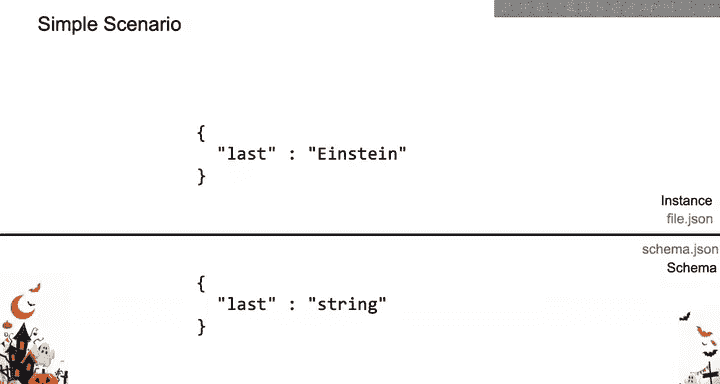 Simple Scenario
{
"last" : "Einstein"
}
Instance
file.json
schema.json
Schema
{
"last" : "string"
}